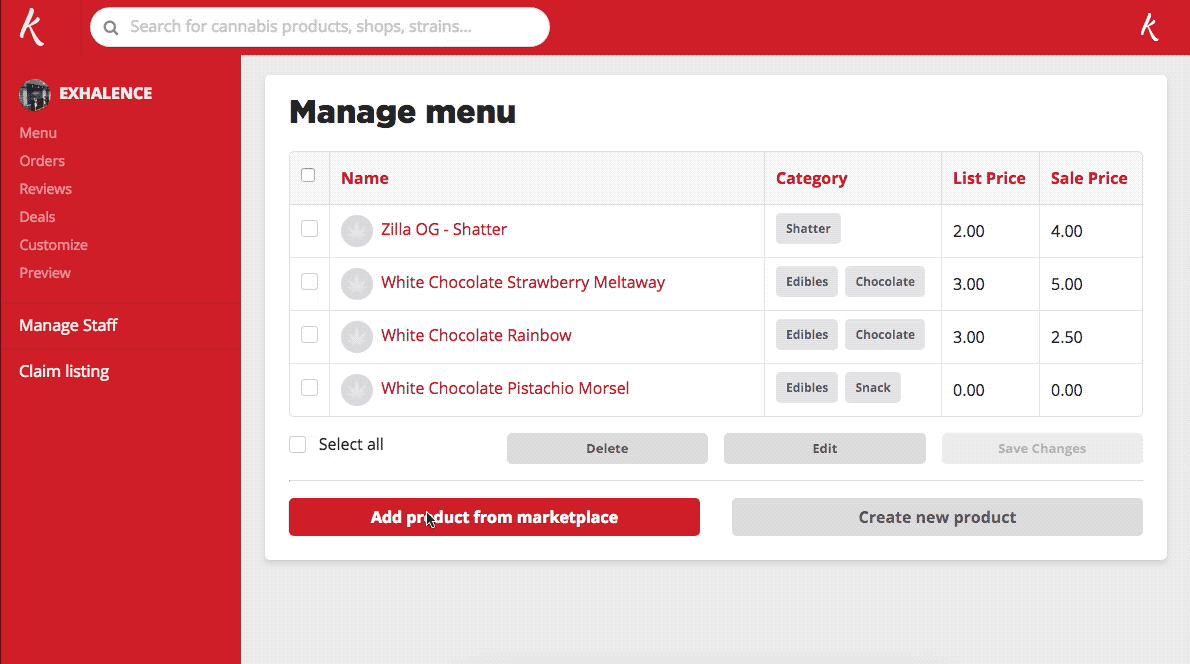 k
Search for cannabis products, shops, strains...
k
EXHALENCE
Menu
Orders
Reviews
Deals
Customize
Preview
Manage Staff
Claim listing
Manage menu
Name Category List Price Sale Price
Zilla OG - Shatter Shatter 2.00 4.00
White Chocolate Strawberry Meltaway Edibles Chocolate 3.00 5.00
White Chocolate Rainbow Edibles Chocolate 3.00 2.50
White Chocolate Pistachio Morsel Edibles Snack 0.00 0.00
Select all Delete Edit Save Changes
Add product from marketplace Create new product